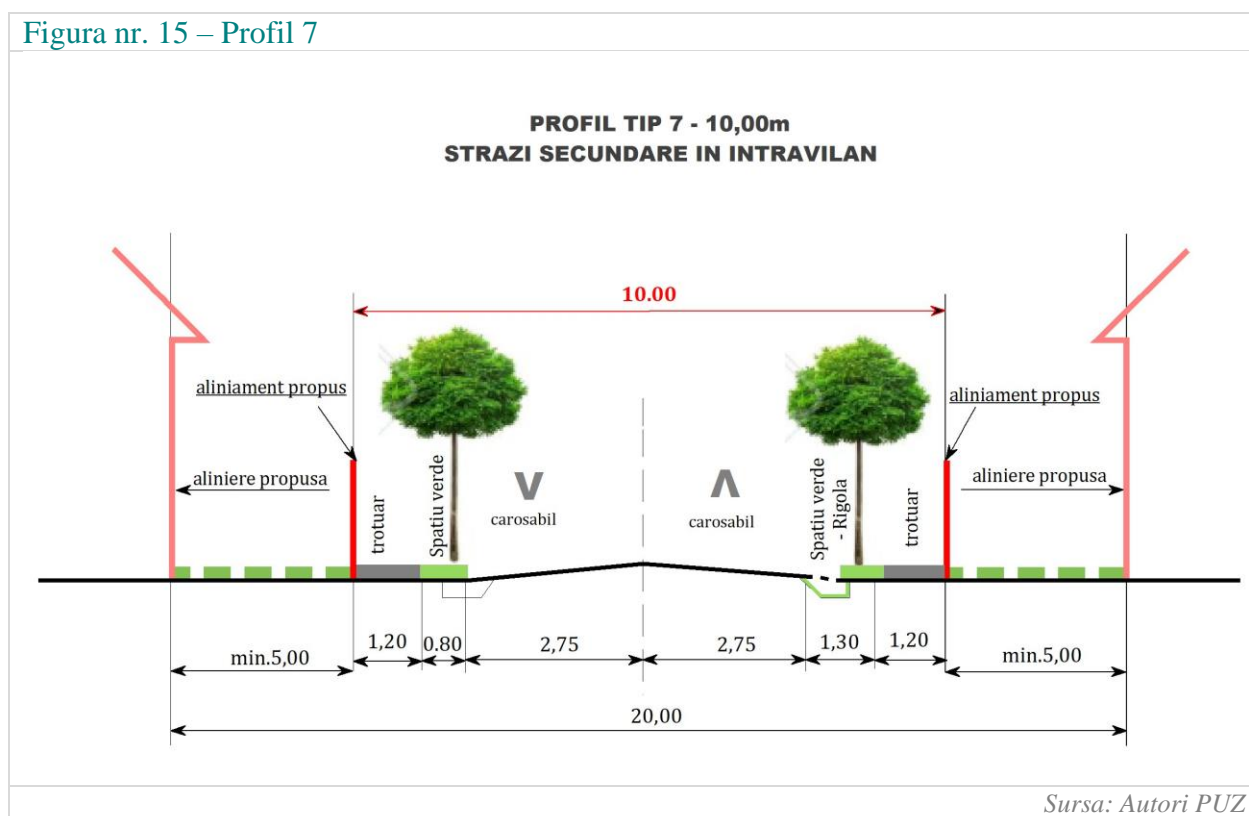 Figura nr. 15 – Profil 7
PROFIL TIP 7 - 10,00m
STRAZI SECUNDARE IN INTRAVILAN
10.00
aliniament propus
aliniament propus
aliniere propusa
trotuar
Spatiu verde
V
carosabil
Λ
carosabil
Spatiu verde
- Rigola
trotuar
aliniere propusa
min.5,00
1,20
0.80
2,75
2,75
1,30
1,20
min.5,00
20,00
Sursa: Autori PUZ